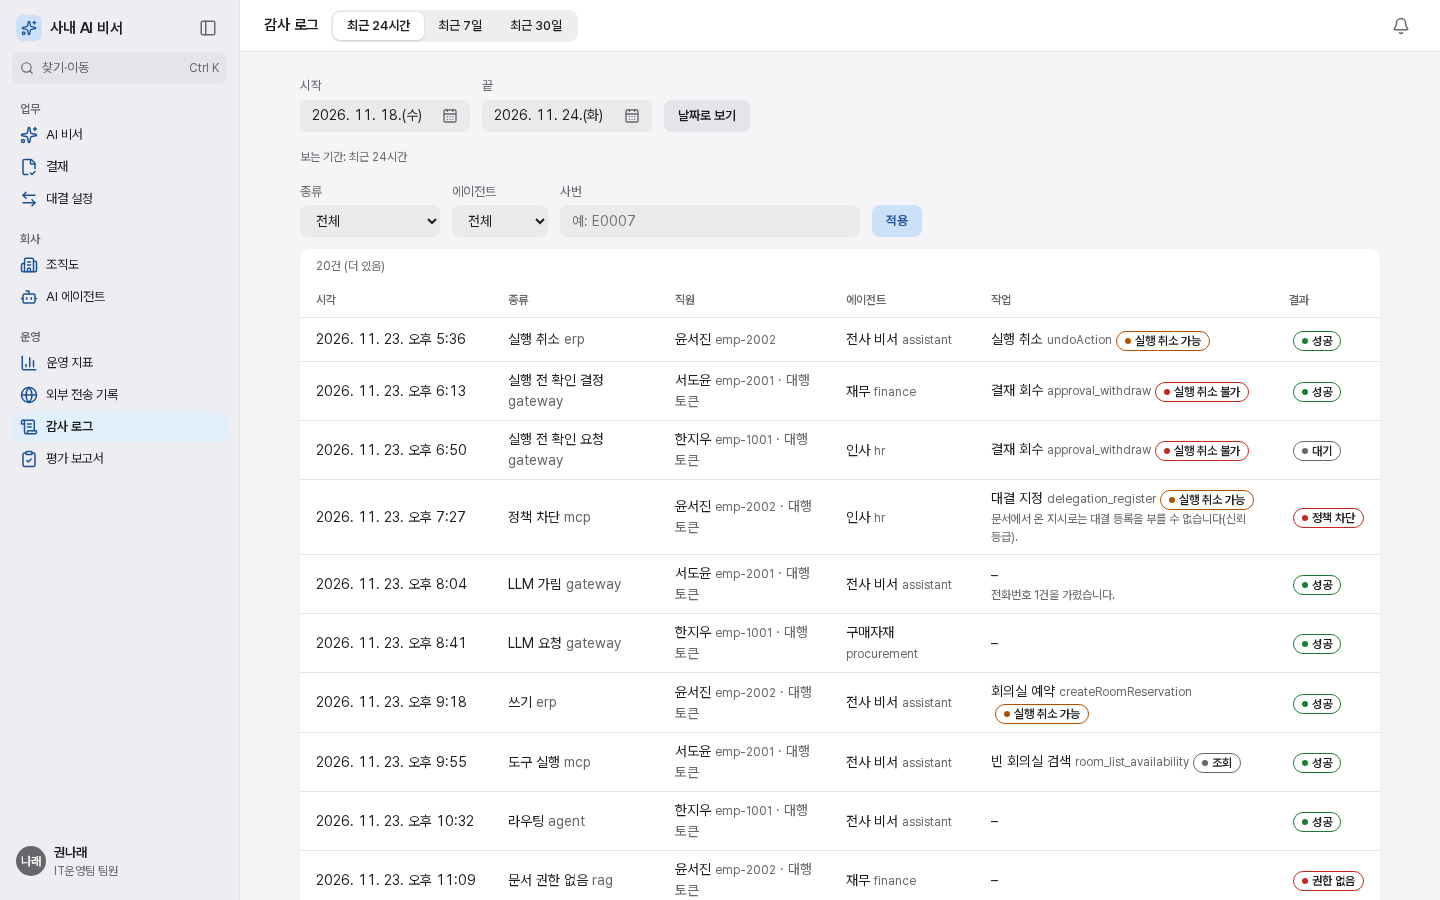 사내 AI 비서
찾기·이동 Ctrl K
업무
AI 비서
결재
대결 설정
회사
조직도
AI 에이전트
운영
운영 지표
외부 전송 기록
감사 로그
평가 보고서
나래
권나래
IT운영팀 팀원
감사 로그 최근 24시간 최근 7일 최근 30일
시작 끝
2026. 11. 18.(수) 2026. 11. 24.(화) 날짜로 보기
보는 기간: 최근 24시간
종류 에이전트 사번
전체 전체 예: E0007 적용
20건 (더 있음)
시각 종류 직원 에이전트 작업 결과
2026. 11. 23. 오후 5:36 실행 취소 erp 윤서진 emp-2002 전사 비서 assistant 실행 취소 undoAction 실행 취소 가능 성공
2026. 11. 23. 오후 6:13 실행 전 확인 결정 gateway 서도윤 emp-2001 · 대행 토큰 재무 finance 결재 회수 approval_withdraw 실행 취소 불가 성공
2026. 11. 23. 오후 6:50 실행 전 확인 요청 gateway 한지우 emp-1001 · 대행 토큰 인사 hr 결재 회수 approval_withdraw 실행 취소 불가 대기
2026. 11. 23. 오후 7:27 정책 차단 mcp 윤서진 emp-2002 · 대행 토큰 인사 hr 대결 지정 delegation_register 실행 취소 가능 정책 차단
문서에서 온 지시로는 대결 등록을 부를 수 없습니다(신뢰
등급).
2026. 11. 23. 오후 8:04 LLM 가림 gateway 서도윤 emp-2001 · 대행 토큰 전사 비서 assistant – 성공
전화번호 1건을 가렸습니다.
2026. 11. 23. 오후 8:41 LLM 요청 gateway 한지우 emp-1001 · 대행 토큰 구매자재 procurement – 성공
2026. 11. 23. 오후 9:18 쓰기 erp 윤서진 emp-2002 · 대행 토큰 전사 비서 assistant 회의실 예약 createRoomReservation 실행 취소 가능 성공
2026. 11. 23. 오후 9:55 도구 실행 mcp 서도윤 emp-2001 · 대행 토큰 전사 비서 assistant 빈 회의실 검색 room_list_availability 조회 성공
2026. 11. 23. 오후 10:32 라우팅 agent 한지우 emp-1001 · 대행 토큰 전사 비서 assistant – 성공
2026. 11. 23. 오후 11:09 문서 권한 없음 rag 윤서진 emp-2002 · 대행 토큰 재무 finance – 권한 없음